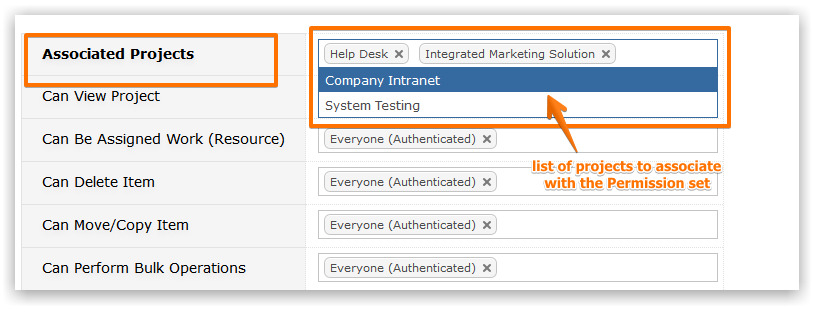 Associated Projects
Help Desk × Integrated Marketing Solution ×
Company Intranet
Can View Project
System Testing
Can Be Assigned Work (Resource)
Everyone (Authenticated) ×
list of projects to associate
with the Permission set
Can Delete Item
Everyone (Authenticated) ×
Can Move/Copy Item
Everyone (Authenticated) ×
Can Perform Bulk Operations
Everyone (Authenticated) ×